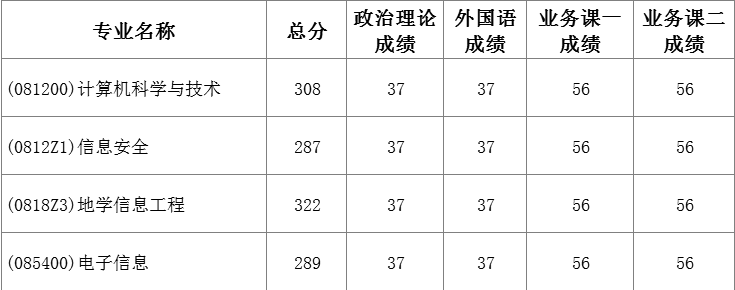 专业名称 总分 政治理论成绩 外国语成绩 业务课一成绩 业务课二成绩
(081200)计算机科学与技术 308 37 37 56 56
(0812Z1)信息安全 287 37 37 56 56
(0818Z3)地学信息工程 322 37 37 56 56
(085400)电子信息 289 37 37 56 56